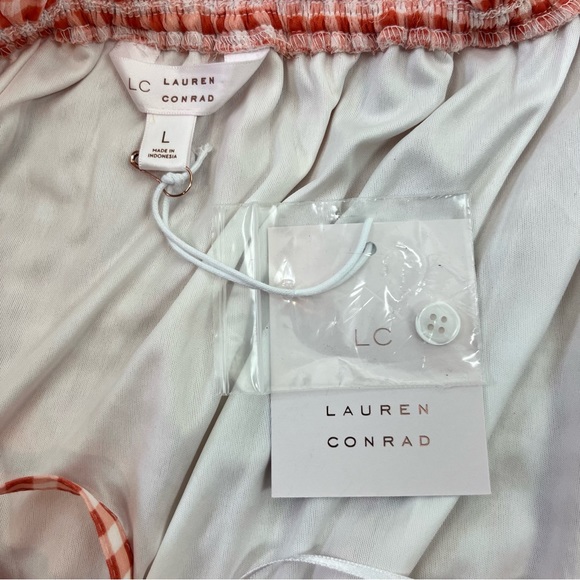 LC LAUREN
CONRAD
L
MADE IN
INDONESIA
LC
LAUREN
CONRAD